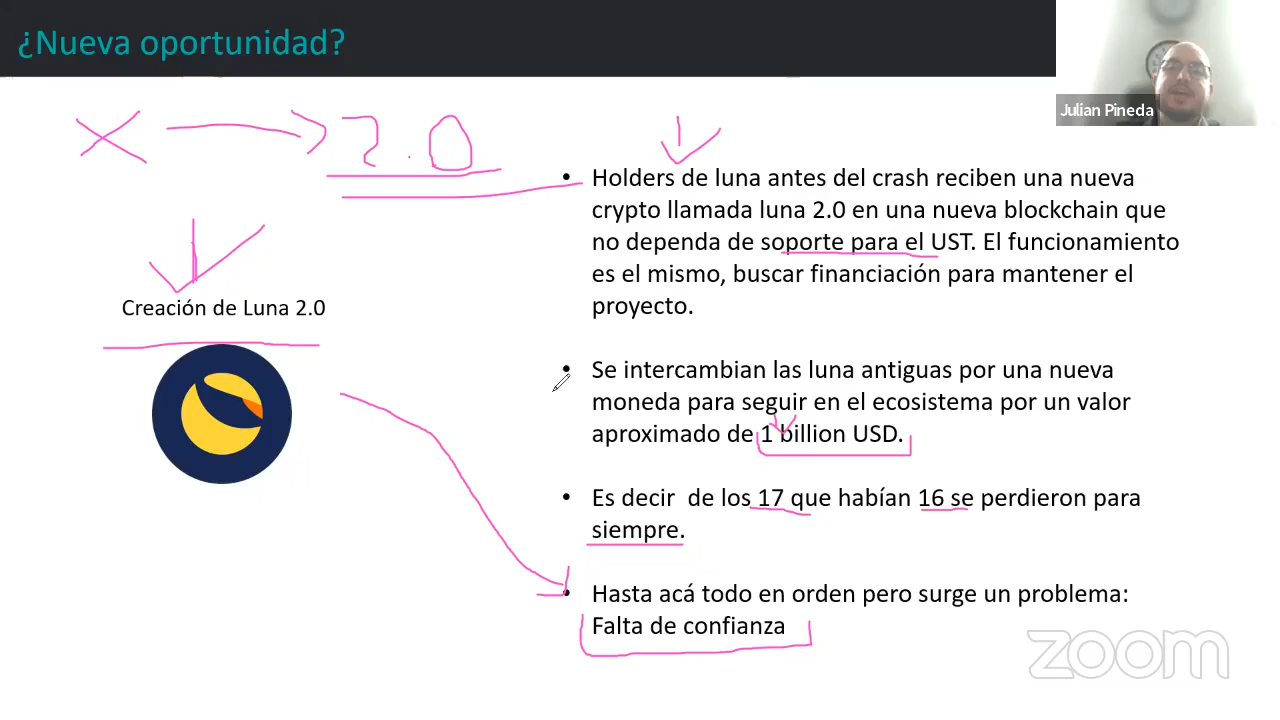 ¿Nueva oportunidad?
Julian Pineda
X 2.0
Holders de luna antes del crash reciben una nueva
crypto llamada luna 2.0 en una nueva blockchain que
no dependa de soporte para el UST. El funcionamiento
es el mismo, buscar financiación para mantener el
proyecto.
Creación de Luna 2.0
Se intercambian las luna antiguas por una nueva
moneda para seguir en el ecosistema por un valor
aproximado de 1 billion USD.
Es decir de los 17 que habían 16 se perdieron para
siempre.
Hasta acá todo en orden pero surge un problema:
Falta de confianza
zoom